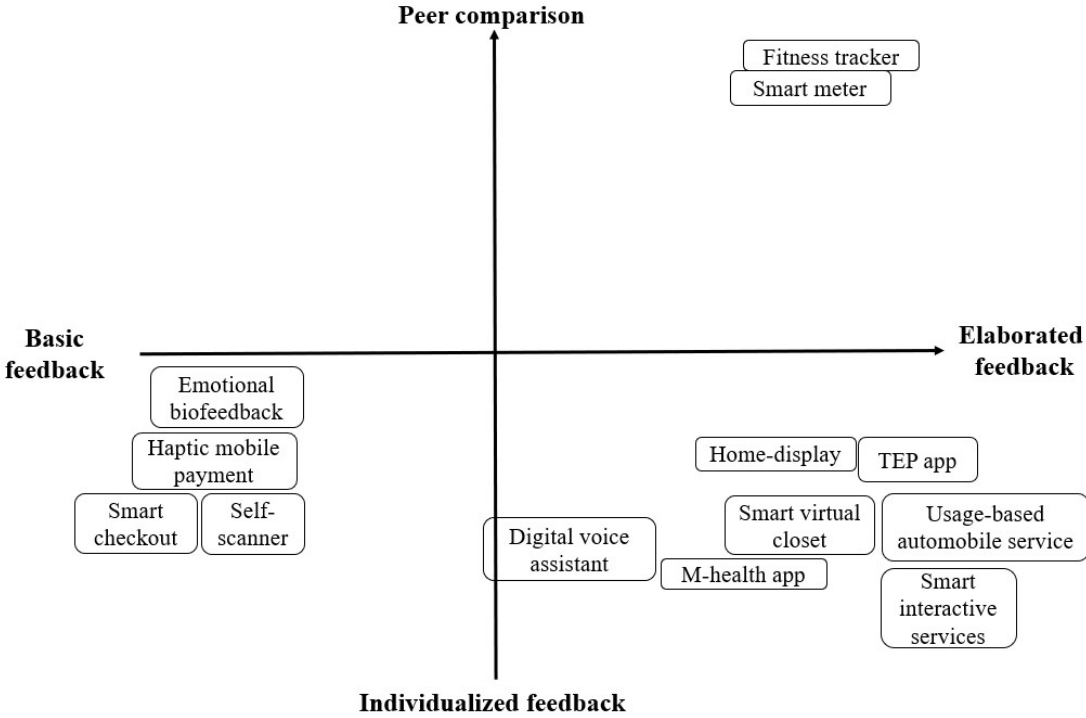 Peer comparison
Fitness tracker
Smart meter
Basic
feedback
Elaborated
feedback
Emotional
biofeedback
Haptic mobile
payment
Smart
checkout
Self-
scanner
Digital voice
assistant
Home-display
TEP app
Smart virtual
closet
Usage-based
automobile service
M-health app
Smart
interactive
services
Individualized feedback